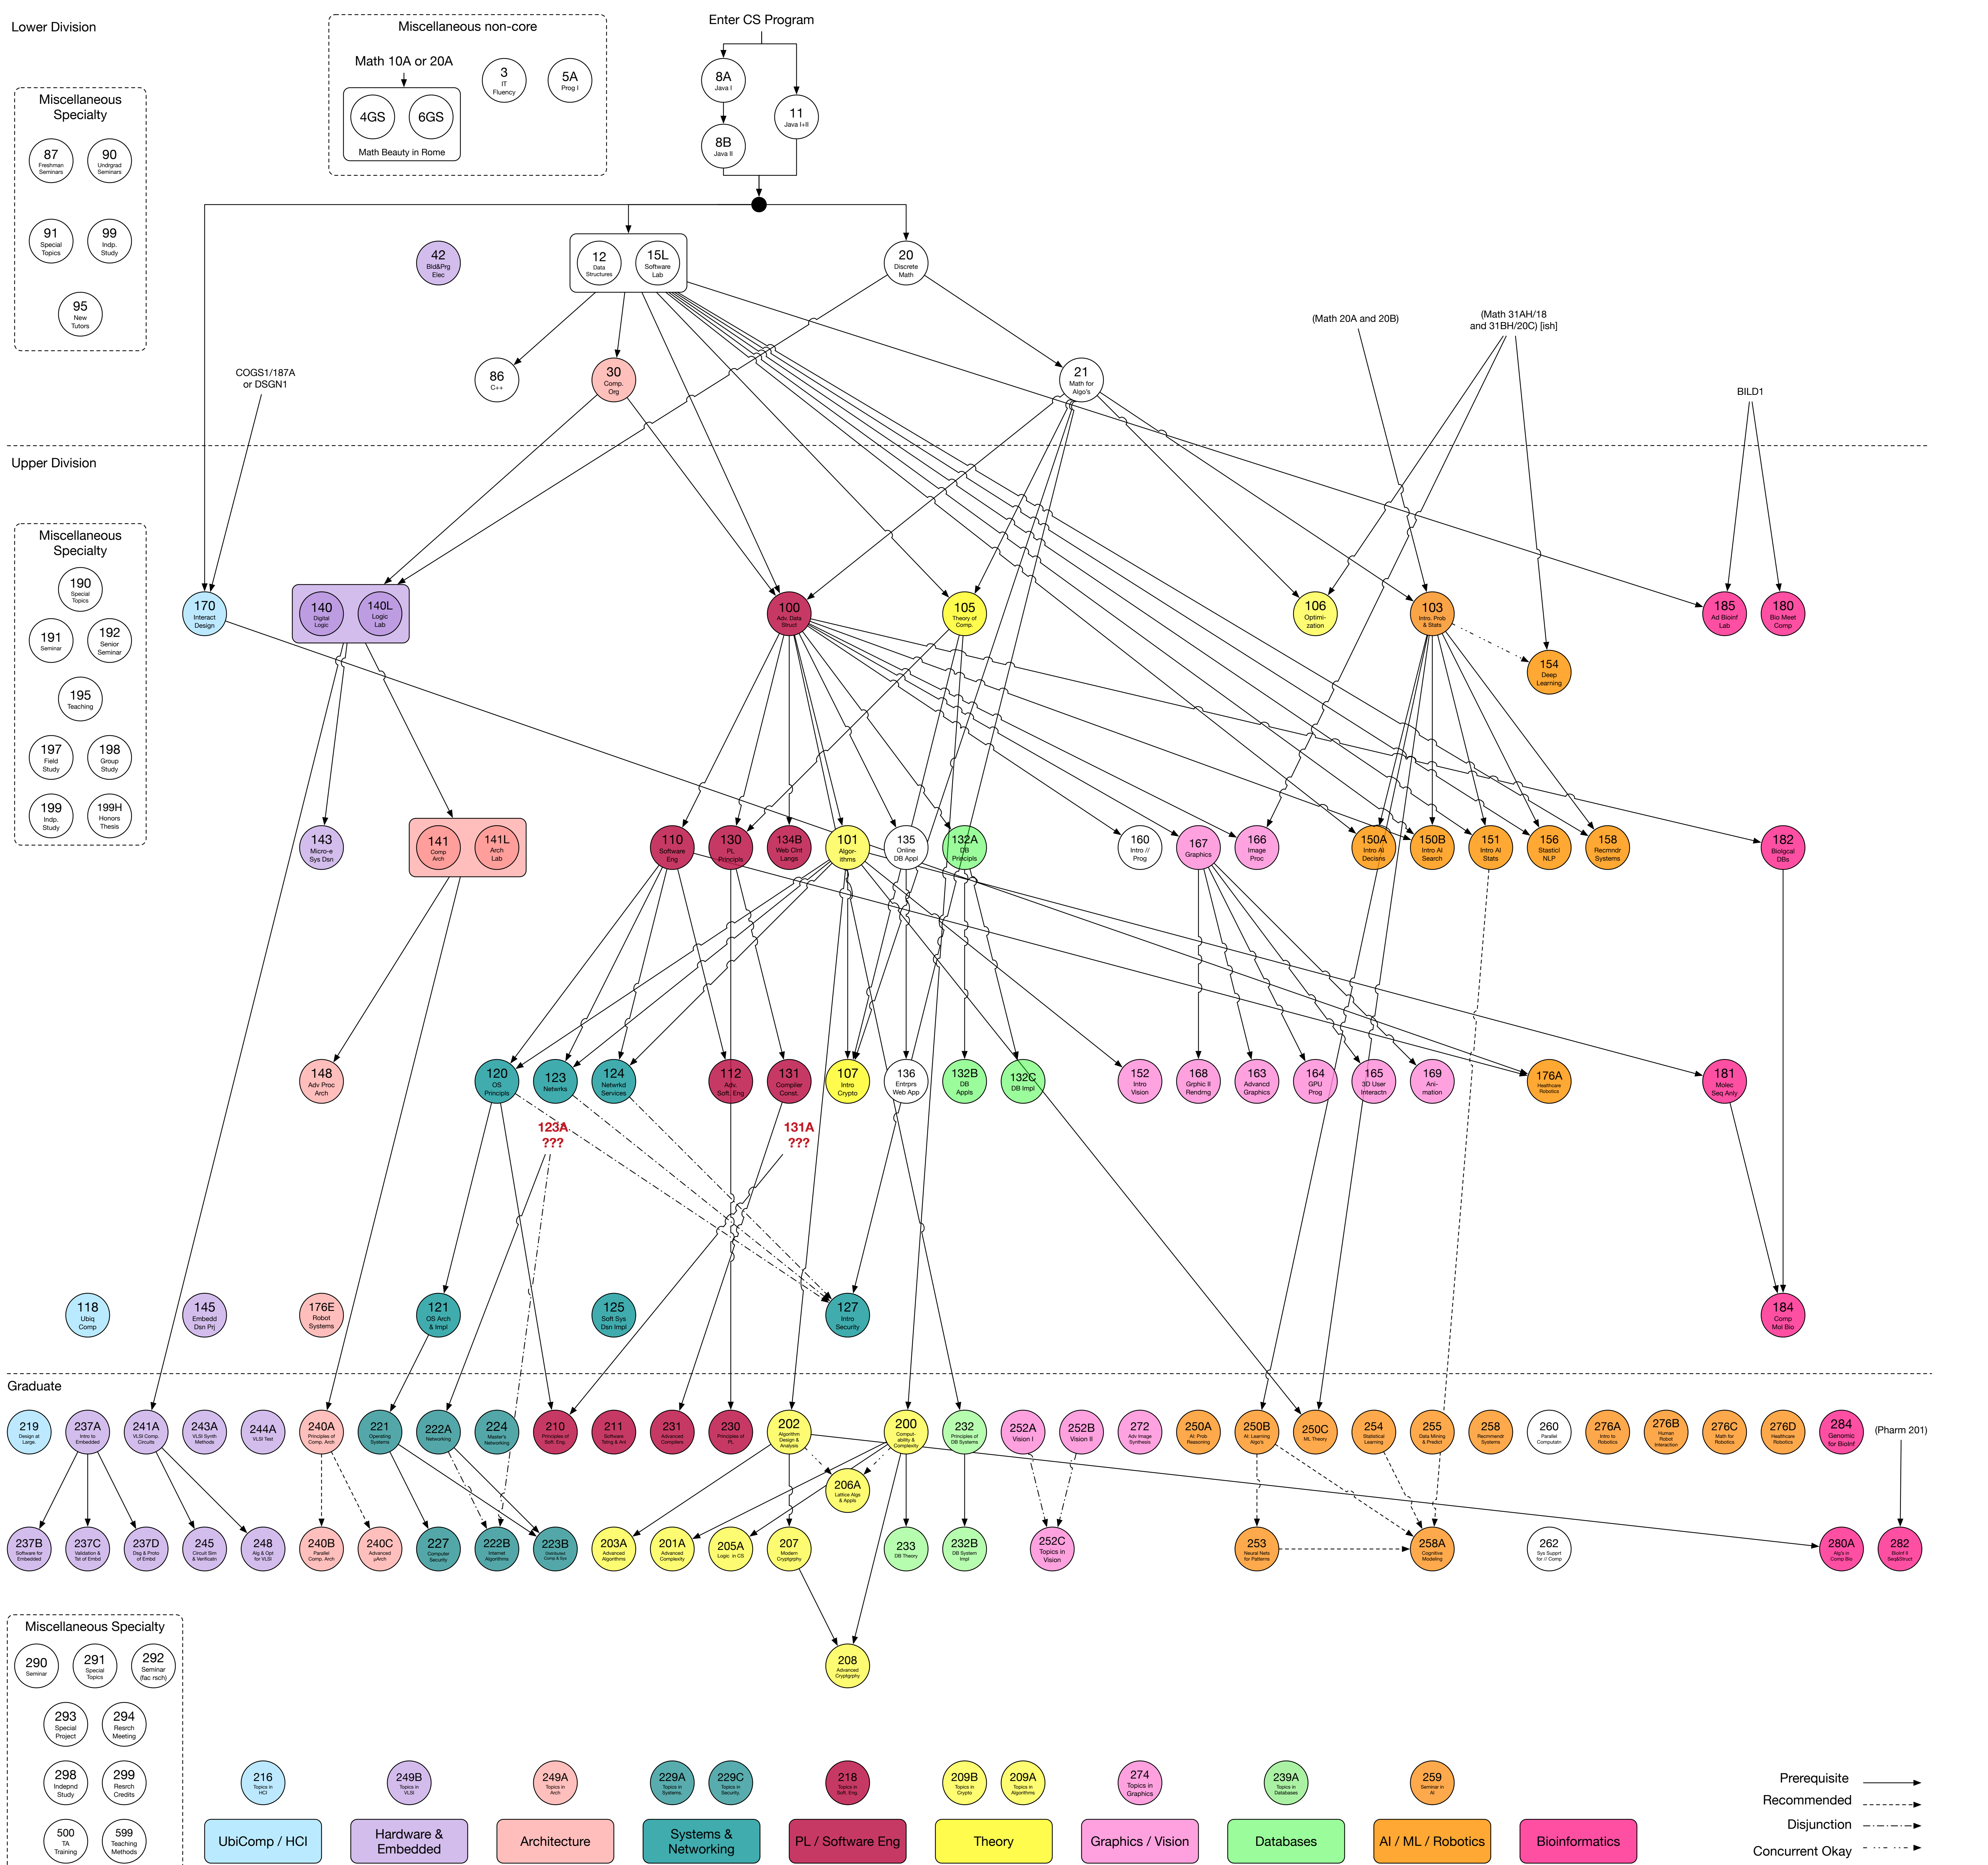 Lower Division
Miscellaneous non-core
Math 10A or 20A
4GS
6GS
Math Beauty in Rome
3
IT
Fluency
5A
Prog I
Enter CS Program
8A
Java I
8B
Java II
11
Java I+II
Miscellaneous
Specialty
87
Freshman
Seminars
90
Undrgrad
Seminars
91
Special
Topics
99
Indp.
Study
95
New
Tutors
42
Bld&Prg
Elec
12
Data
Structures
15L
Software
Lab
20
Discrete
Math
(Math 20A and 20B)
(Math 31AH/18
and 31BH/20C) [ish]
COGS1/187A
or DSGN1
86
C++
30
Comp.
Org
21
Math for
Algo's
BILD1
Upper Division
Miscellaneous
Specialty
190
Special
Topics
191
Seminar
192
Senior
Seminar
195
Teaching
197
Field
Study
198
Group
Study
199
Indp.
Study
199H
Honors
Thesis
170
Interact
Design
140
Digital
Logic
140L
Logic
Lab
100
Adv. Data
Struct
105
Theory of
Comp.
106
Optimi-
zation
103
Intro. Prob
& Stats
185
Ad Bioinf
Lab
180
Bio Meet
Comp
154
Deep
Learning
143
Micro-e
Sys Dsn
141
Comp
Arch
141L
Arch
Lab
110
Software
Eng
130
PL
Principls
134B
Web Clnt
Langs
101
Algor-
ithms
135
Online
DB Appl
132A
DB
Principls
160
Intro //
Prog
167
Graphics
166
Image
Proc
150A
Intro AI
Decisns
150B
Intro AI
Search
151
Intro AI
Stats
156
Stasticl
NLP
158
Recmndr
Systems
182
Biolgcal
DBs
148
Adv Proc
Arch
120
OS
Principls
123
Netwrks
124
Netwrkd
Services
112
Adv.
Soft. Eng
131
Compiler
Const.
107
Intro
Crypto
136
Entrprs
Web App
132B
DB
Appls
132C
DB Impl
152
Intro
Vision
168
Grphic II
Rendrng
163
Advancd
Graphics
164
GPU
Prog
165
3D User
Interactn
169
Ani-
mation
176A
Healthcare
Robotics
181
Molec
Seq Anly
123A
???
131A
???
118
Ubiq
Comp
145
Embedd
Dsn Prj
176E
Robot
Systems
121
OS Arch
& Impl
125
Soft Sys
Dsn Impl
127
Intro
Security
184
Comp
Mol Bio
Graduate
219
Design at
Large.
237A
Intro to
Embedded
241A
VLSI Comp.
Circuits
243A
VLSI Synth
Methods
244A
VLSI Test
240A
Principles of
Comp. Arch
221
Operating
Systems
222A
Networking
224
Master's
Networking
210
Principles of
Soft. Eng
211
Software
Tsting & Anl
231
Advanced
Compilers
230
Principles of
PL
202
Algorithm
Design &
Analysis
200
Comput-
ability &
Complexity
232
Principles of
DB Systems
252A
Vision I
252B
Vision II
272
Adv Image
Synthesis
250A
AI: Prob
Reasoning
250B
AI: Learning
Algo's
250C
ML Theory
254
Statistical
Learning
255
Data Mining
& Predict
258
Recmmendr
Systems
260
Parallel
Computatn
276A
Intro to
Robotics
276B
Human
Robot
Interaction
276C
Math for
Robotics
276D
Healthcare
Robotics
284
Genomic
for BioInf
(Pharm 201)
206A
Lattice Algs
& Appls
237B
Software for
Embedded
237C
Validation &
Tst of Embd
237D
Dsg & Proto
of Embd
245
Circuit Sim
& Verificatn
248
Alg & Opt
for VLSI
240B
Parallel
Comp. Arch
240C
Advanced
μArch
227
Computer
Security
222B
Internet
Algorithms
223B
Distributed
Comp & Sys
203A
Advanced
Algorithms
201A
Advanced
Complexity
205A
Logic in CS
207
Modern
Cryptgrphy
233
DB Theory
232B
DB System
Impl
252C
Topics in
Vision
253
Neural Nets
for Patterns
258A
Cognitive
Modeling
262
Sys Supprt
for // Comp
280A
Alg's in
Comp Bio
282
BioInf II
Seq&Struct
208
Advanced
Cryptgrphy
Miscellaneous Specialty
290
Seminar
291
Special
Topics
292
Seminar
(fac rsch)
293
Special
Project
294
Resrch
Meeting
298
Indepnd
Study
299
Resrch
Credits
500
TA
Training
599
Teaching
Methods
216
Topics in
HCI
249B
Topics in
VLSI
249A
Topics in
Arch
229A
Topics in
Systems
229C
Topics in
Security.
218
Topics in
Soft. Eng.
209B
Topics in
Crypto
209A
Topics in
Algorithms
274
Topics in
Graphics
239A
Topics in
Databases
259
Seminar in
AI
UbiComp / HCI
Hardware &
Embedded
Architecture
Systems &
Networking
PL / Software Eng
Theory
Graphics / Vision
Databases
AI / ML / Robotics
Bioinformatics
Prerequisite
Recommended
Disjunction
Concurrent Okay